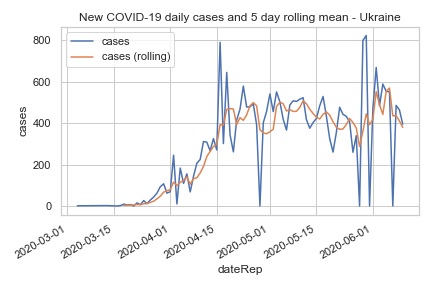 New COVID-19 daily cases and 5 day rolling mean - Ukraine
cases
cases (rolling)
cases
800
600
400
200
0
2020-03-01
2020-03-15
2020-04-01
2020-04-15
2020-05-01
2020-05-15
2020-06-01
dateRep